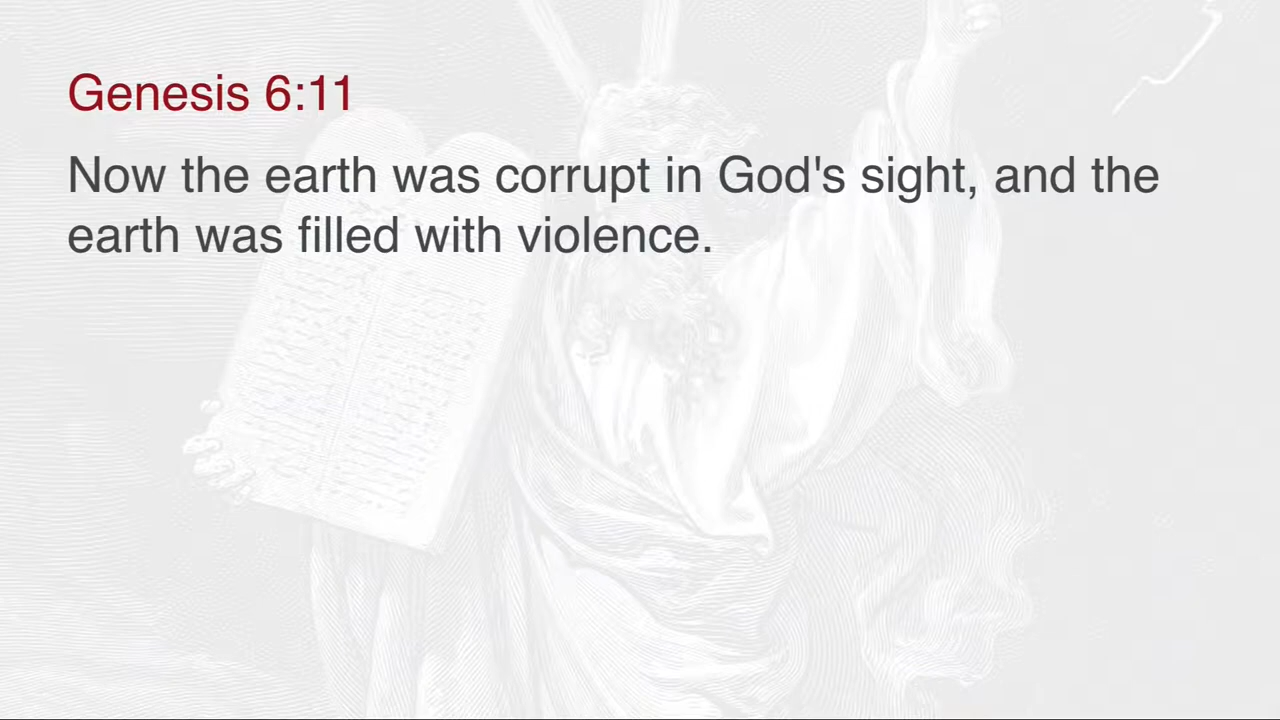 Genesis 6:11
Now the earth was corrupt in God's sight, and the
earth was filled with violence.